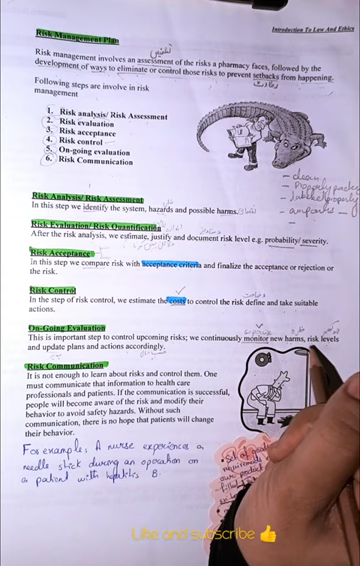 Introduction To Law And Ethics
Risk Management Plan
Risk management involves an assessment of the risks a pharmacy faces, followed by the
development of ways to eliminate or control those risks to prevent setbacks from happening.
Following steps are involve in risk
management
1. Risk analysis/ Risk Assessment
2. Risk evaluation
3. Risk acceptance
4. Risk control
5. On-going evaluation
6. Risk Communication
Risk Analysis/ Risk Assessment
In this step we identify the system, hazards and possible harms.
Risk Evaluation/ Risk Quantification
After the risk analysis, we estimate, justify and document risk level e.g. probability/ severity.
Risk Acceptance
In this step we compare risk with acceptance criteria and finalize the acceptance or rejection or
the risk.
Risk Control
In the step of risk control, we estimate the costs to control the risk define and take suitable
actions.
On-Going Evaluation
This is important step to control upcoming risks; we continuously monitor new harms, risk levels
and update plans and actions accordingly.
Risk Communication
It is not enough to learn about risks and control them. One
must communicate that information to health care
professionals and patients. If the communication is successful,
people will become aware of the risk and modify their
behavior to avoid safety hazards. Without such
communication, there is no hope that patients will change
their behavior.
For example, A nurse experiences a
needle stick during an operation on
a patient with hepatitis B.
Set of
our product
Like and subscribe 👍